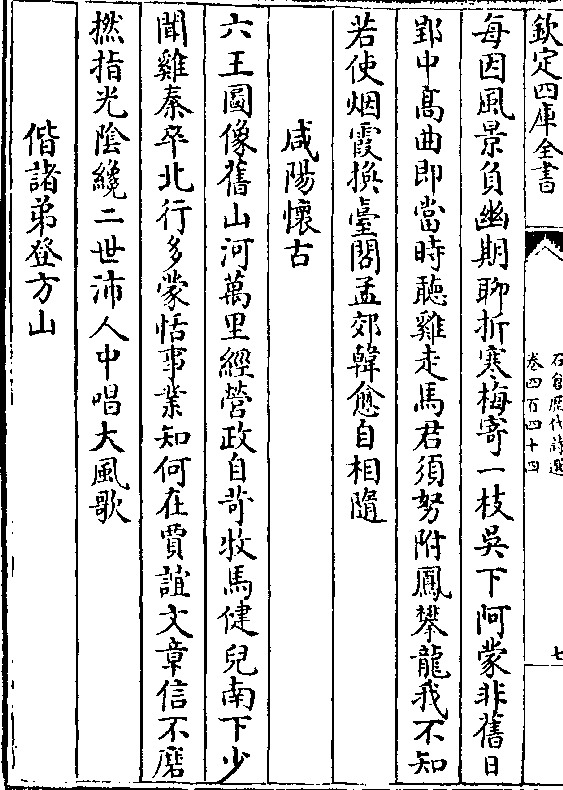 欽定四庫全書
石倉歷代詩選
卷四百四十四
七
每因風景負幽期聊折寒梅寄一枝吳下阿蒙非舊日
郢中髙曲即當時聴雞走馬君須努附鳳攀龍我不知
若使烟霞換臺閣孟郊韓愈自相隨
咸陽懷古
六王圖像舊山河萬里經營政自苛牧馬健兒南下少
聞雞秦卒北行多蒙恬事業知何在賈誼文章信不磨
撚指光陰纔二世沛人中唱大風歌
偕諸弟登方山